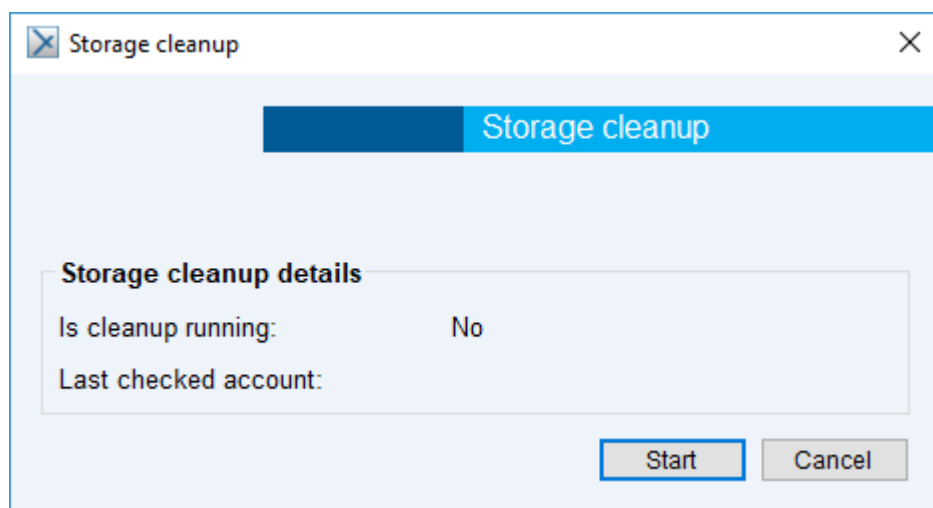 Storage cleanup
Storage cleanup
Storage cleanup details
Is cleanup running: No
Last checked account:
Start Cancel